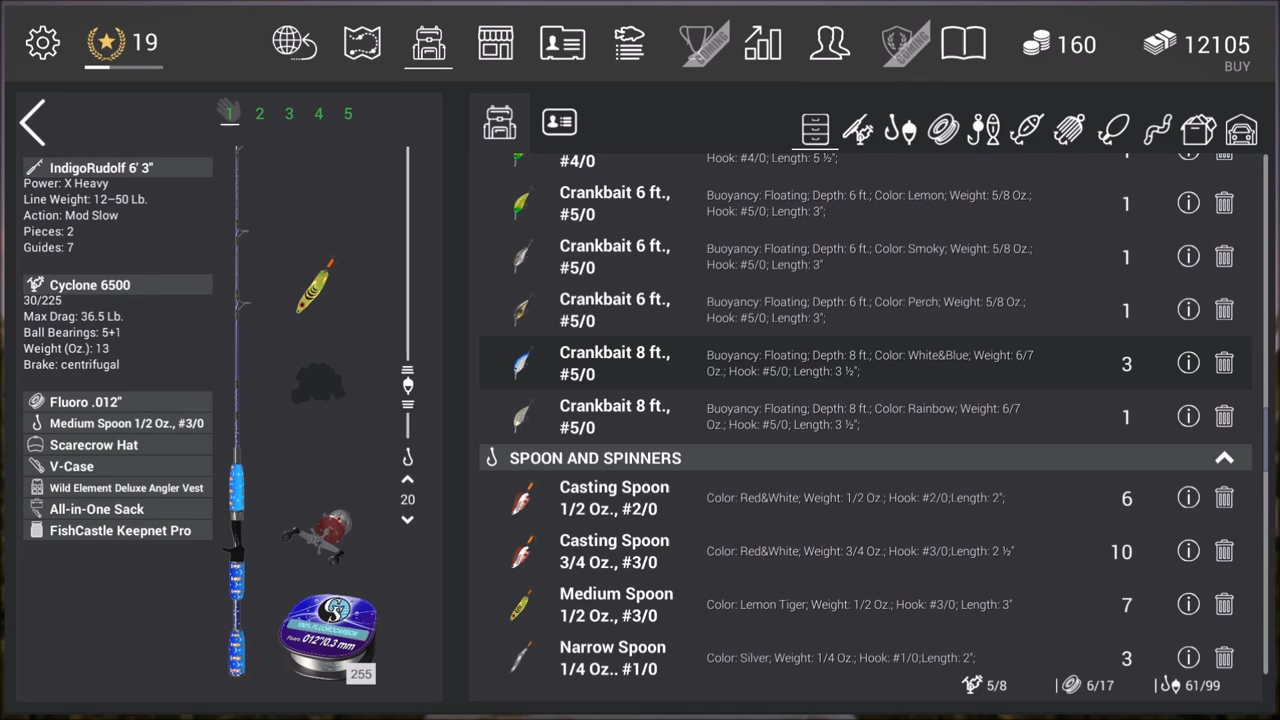 19
COMING
COMING
160
12105
BUY
1 2 3 4 5
IndigoRudolf 6' 3"
Power: X Heavy
Line Weight: 12–50 Lb.
Action: Mod Slow
Pieces: 2
Guides: 7
Cyclone 6500
30/225
Max Drag: 36.5 Lb.
Ball Bearings: 5+1
Weight (Oz.): 13
Brake: centrifugal
Fluoro .012"
Medium Spoon 1/2 Oz., #3/0
Scarecrow Hat
V-Case
Wild Element Deluxe Angler Vest
All-in-One Sack
FishCastle Keepnet Pro
20
100% FLUOROCARBON
Fluoro .012"/0.3 mm
255
#4/0
Hook: #4/0; Length: 5 ½";
1
Crankbait 6 ft.,
#5/0
Buoyancy: Floating; Depth: 6 ft.; Color: Lemon; Weight: 5/8 Oz.;
Hook: #5/0; Length: 3";
1
Crankbait 6 ft.,
#5/0
Buoyancy: Floating; Depth: 6 ft.; Color: Smoky; Weight: 5/8 Oz.;
Hook: #5/0; Length: 3"
1
Crankbait 6 ft.,
#5/0
Buoyancy: Floating; Depth: 6 ft.; Color: Perch; Weight: 5/8 Oz.;
Hook: #5/0; Length: 3";
1
Crankbait 8 ft.,
#5/0
Buoyancy: Floating; Depth: 8 ft.; Color: White&Blue; Weight: 6/7
Oz.; Hook: #5/0; Length: 3 ½";
3
Crankbait 8 ft.,
#5/0
Buoyancy: Floating; Depth: 8 ft.; Color: Rainbow; Weight: 6/7
Oz.; Hook: #5/0; Length: 3 ½";
1
SPOON AND SPINNERS
Casting Spoon
1/2 Oz., #2/0
Color: Red&White; Weight: 1/2 Oz.; Hook: #2/0;Length: 2";
6
Casting Spoon
3/4 Oz., #3/0
Color: Red&White; Weight: 3/4 Oz.; Hook: #3/0;Length: 2 ½"
10
Medium Spoon
1/2 Oz., #3/0
Color: Lemon Tiger; Weight: 1/2 Oz.; Hook: #3/0; Length: 3"
7
Narrow Spoon
1/4 Oz.. #1/0
Color: Silver; Weight: 1/4 Oz.; Hook: #1/0;Length: 2";
3
5/8 | 6/17 | 61/99